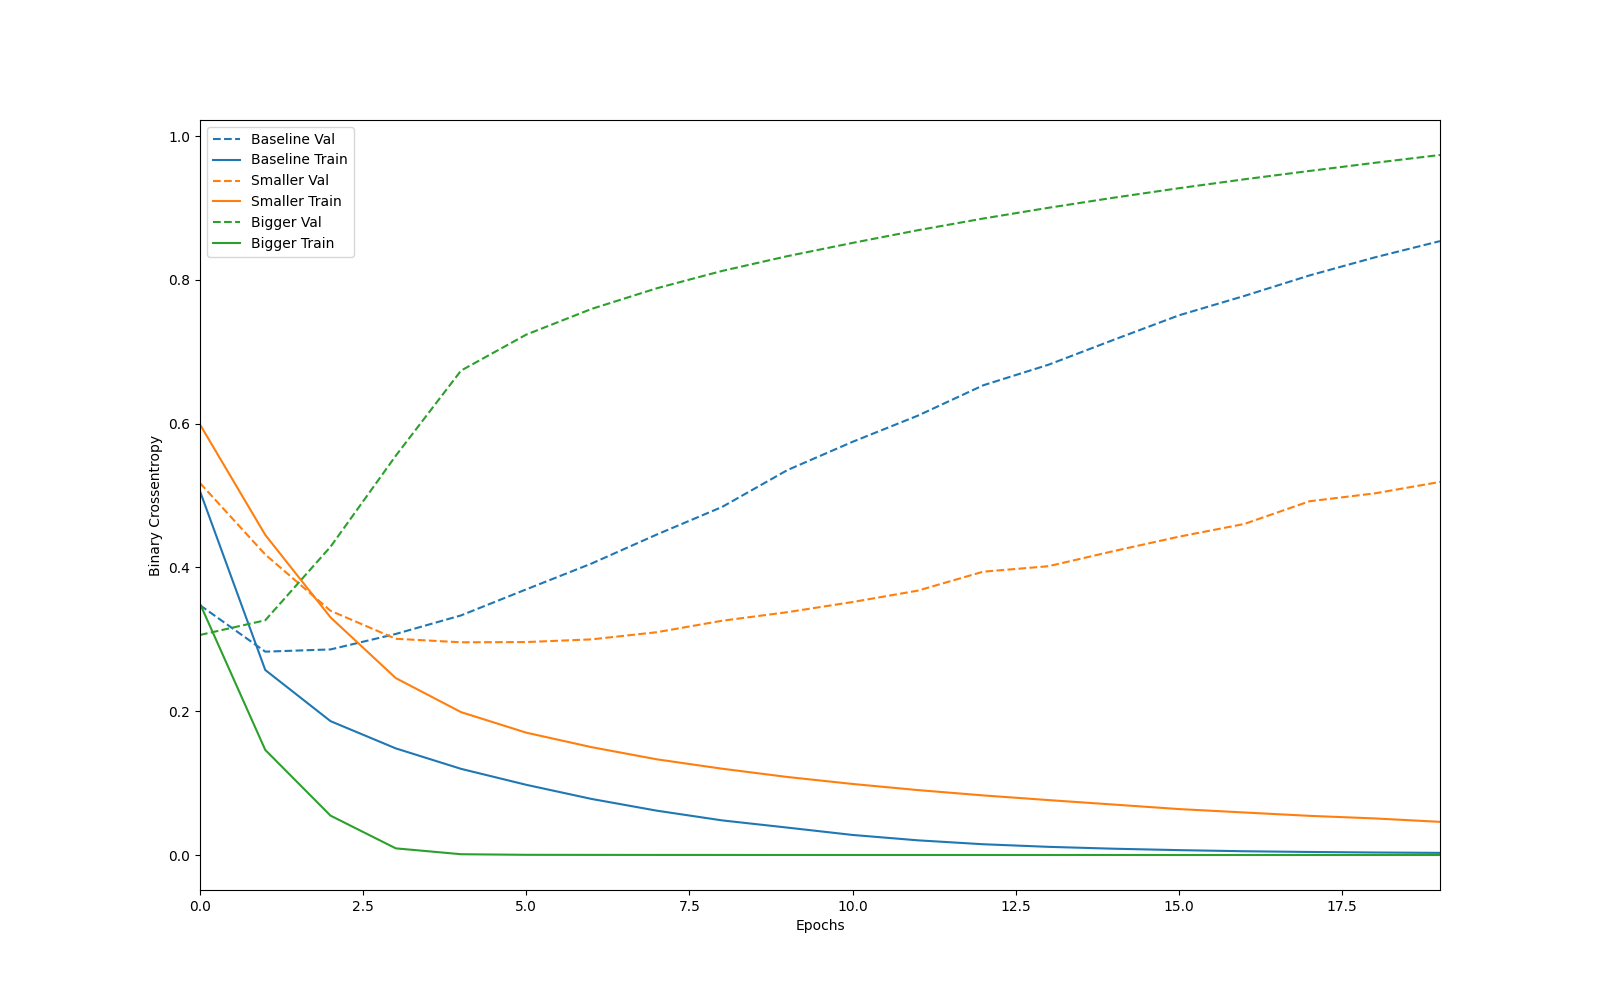 Baseline Val
Baseline Train
Smaller Val
Smaller Train
Bigger Val
Bigger Train
1.0
0.8
0.6
0.4
0.2
0.0
Binary Crossentropy
0.0 2.5 5.0 7.5 10.0 12.5 15.0 17.5
Epochs